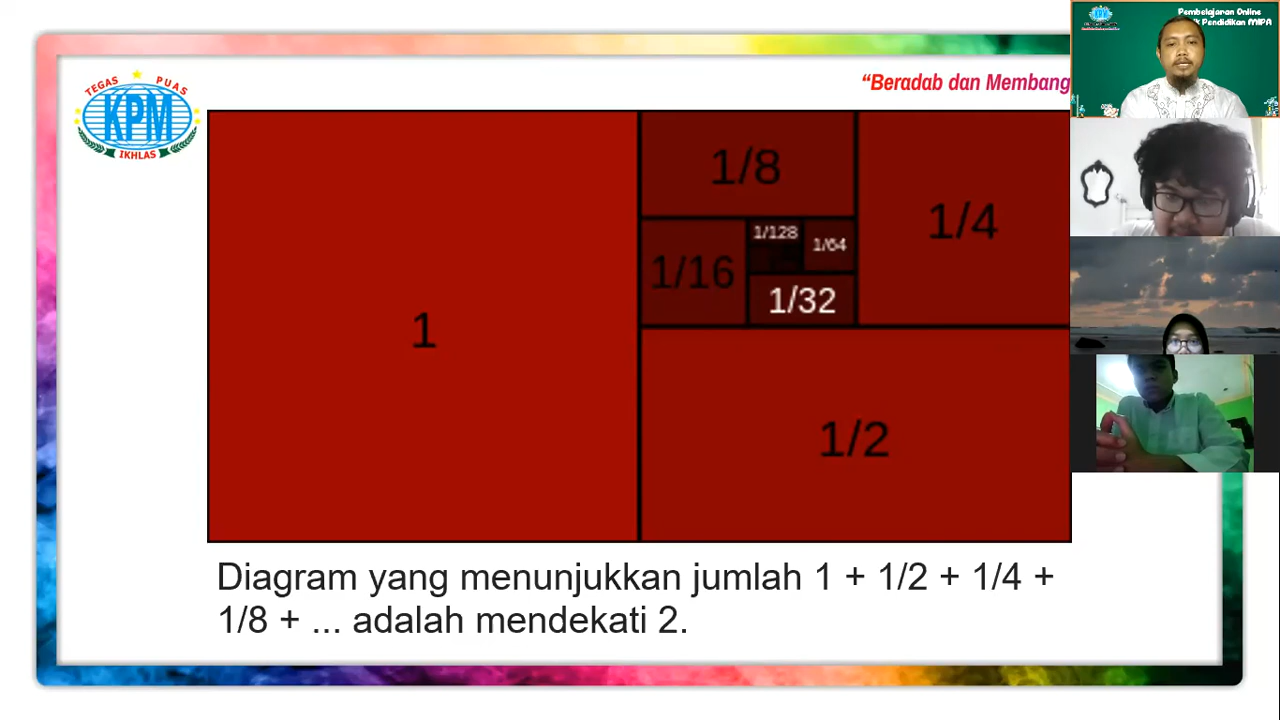 TEGAS PUAS
KPM
IKHLAS
“Beradab dan Membang
1
1/8
1/4
1/128
1/64
1/16
1/32
1/2
Diagram yang menunjukkan jumlah 1 + 1/2 + 1/4 +
1/8 + ... adalah mendekati 2.
Pembelajaran Online
Pendidikan MIPA